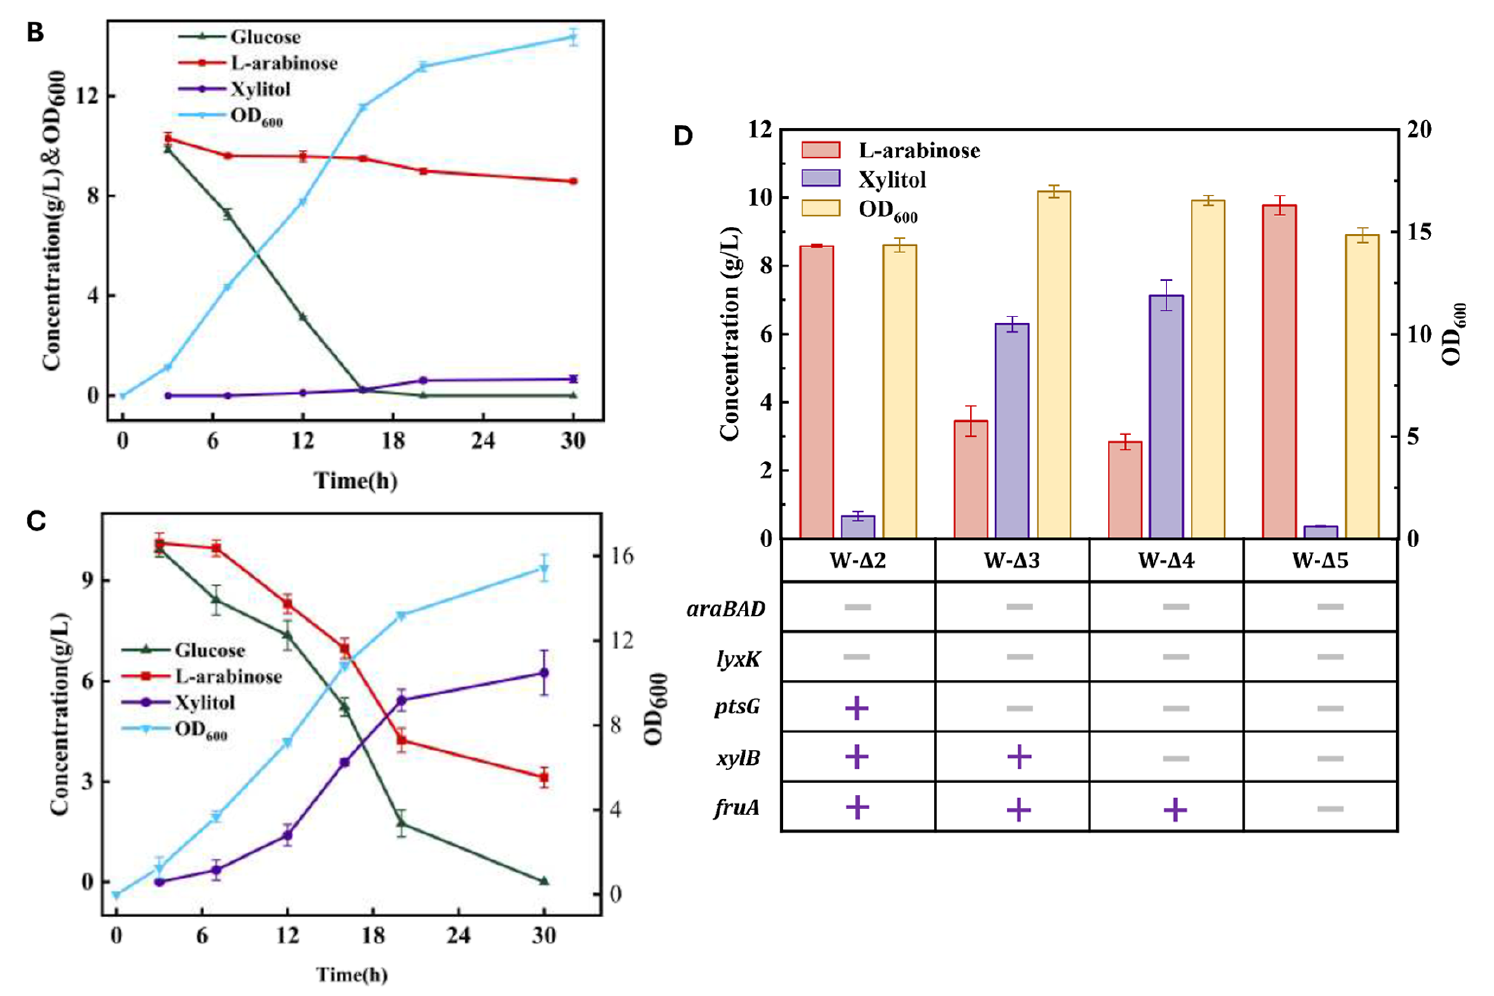 B
Glucose
L-arabinose
Xylitol
OD600
Concentration(g/L)&OD600
12
8
4
0
0 6 12 18 24 30
Time(h)
C
Glucose
L-arabinose
Xylitol
OD600
Concentration(g/L)
9
6
3
0
OD600
16
12
8
4
0
0 6 12 18 24 30
Time(h)
D
L-arabinose
Xylitol
OD600
Concentration (g/L)
12
10
8
6
4
2
0
OD600
20
15
10
5
0
W-Δ2 W-Δ3 W-Δ4 W-Δ5
araBAD − − − −
lyxK − − − −
ptsG + − − −
xylB + + − −
fruA + + + −